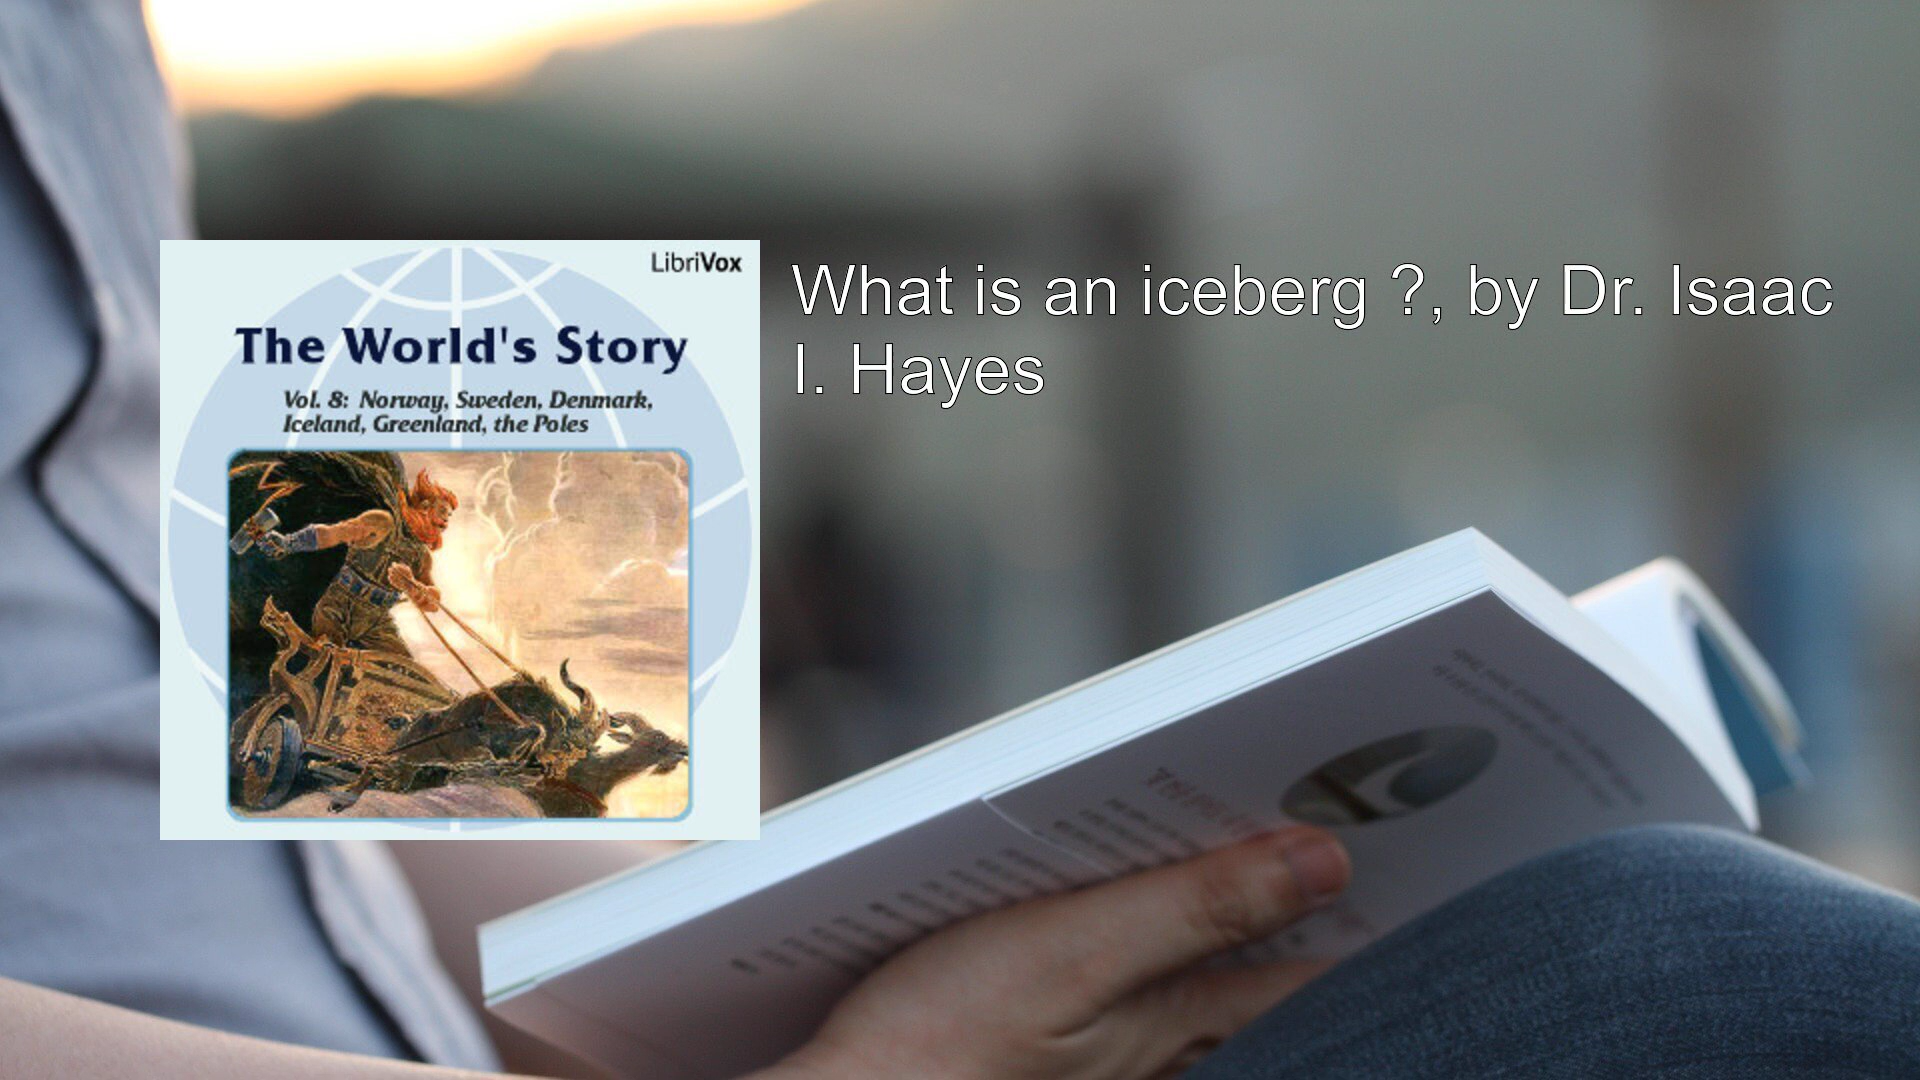 LibriVox
The World's Story
Vol. 8: Norway, Sweden, Denmark,
Iceland, Greenland, the Poles
What is an iceberg ?, by Dr. Isaac
I. Hayes